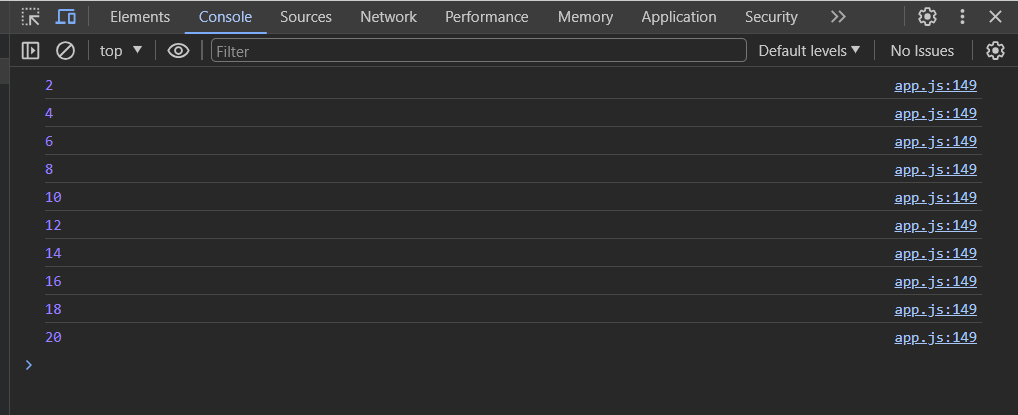 Elements Console Sources Network Performance Memory Application Security
top Filter Default levels No Issues
2 app.js:149
4 app.js:149
6 app.js:149
8 app.js:149
10 app.js:149
12 app.js:149
14 app.js:149
16 app.js:149
18 app.js:149
20 app.js:149